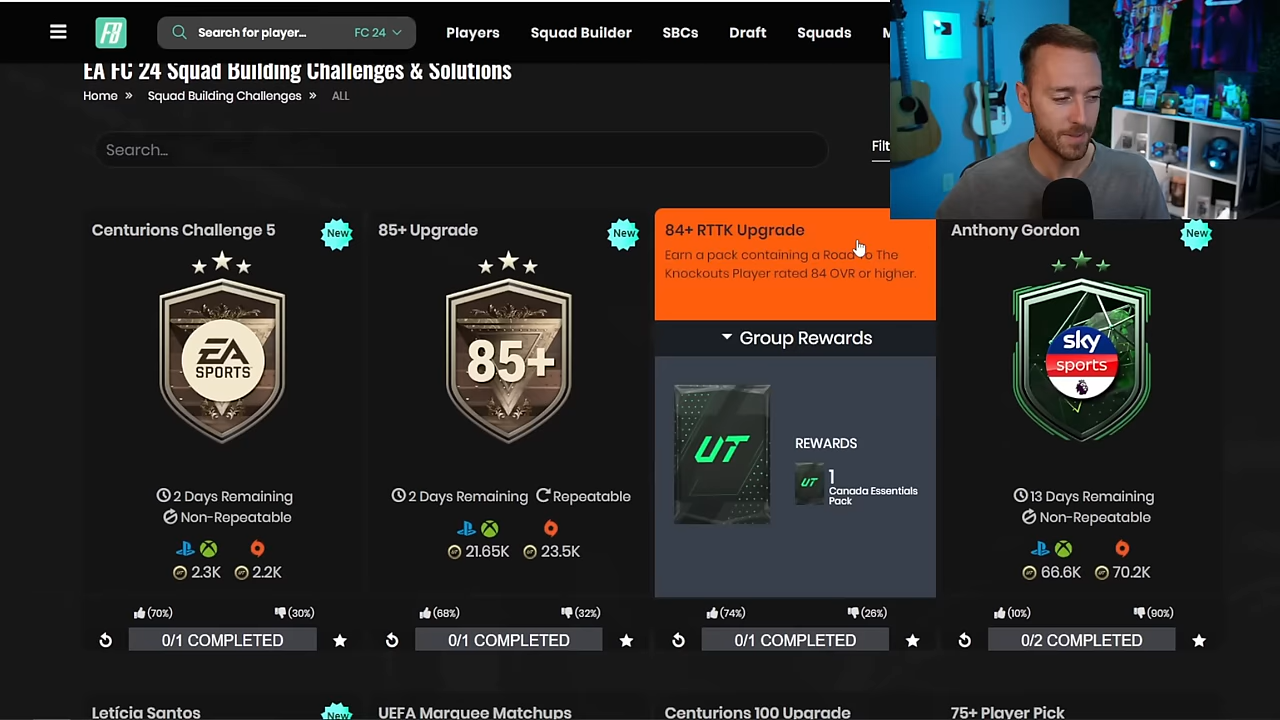 FB
Search for player...
FC 24
Players
Squad Builder
SBCs
Draft
Squads
M
EA FC 24 Squad Building Challenges & Solutions
Home » Squad Building Challenges » ALL
Search...
Filt
Centurions Challenge 5
New
EA
SPORTS
2 Days Remaining
Non-Repeatable
2.3K
2.2K
(70%)
(30%)
0/1 COMPLETED
85+ Upgrade
New
85+
2 Days Remaining
Repeatable
21.65K
23.5K
(68%)
(32%)
0/1 COMPLETED
84+ RTTK Upgrade
Earn a pack containing a Road To The
Knockouts Player rated 84 OVR or higher.
Group Rewards
UT
REWARDS
UT
1
Canada Essentials
Pack
(74%)
(26%)
0/1 COMPLETED
Anthony Gordon
New
sky
sports
13 Days Remaining
Non-Repeatable
66.6K
70.2K
(10%)
(90%)
0/2 COMPLETED
Letícia Santos
New
UEFA Marquee Matchups
Centurions 100 Upgrade
75+ Player Pick